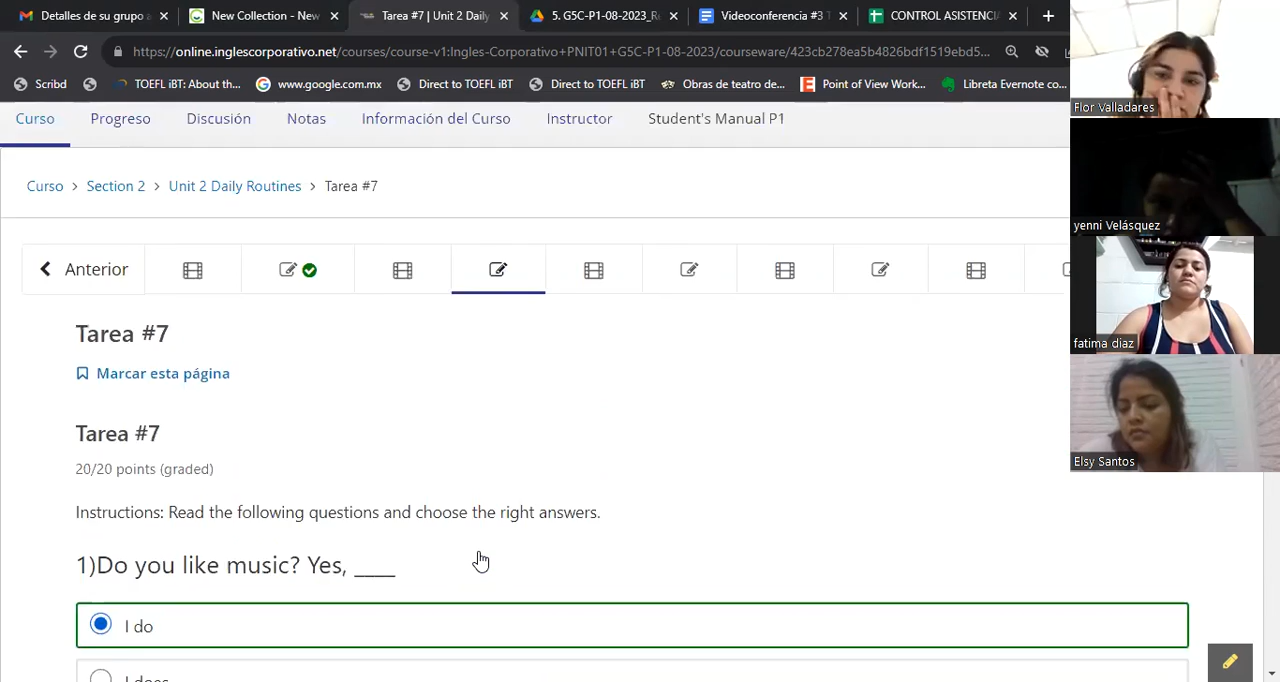 Detalles de su grupo a
New Collection - New
Tarea #7 | Unit 2 Daily
5. G5C-P1-08-2023_R
Videoconferencia #3 T
CONTROL ASISTENCIA
https://online.inglescorporativo.net/courses/course-v1:Ingles-Corporativo+PNIT01+G5C-P1-08-2023/courseware/423cb278ea5b4826bdf1519ebd5...
Scribd
TOEFL iBT: About th...
www.google.com.mx
Direct to TOEFL iBT
Direct to TOEFL iBT
Obras de teatro de...
Point of View Work...
Libreta Evernote co...
Curso
Progreso
Discusión
Notas
Información del Curso
Instructor
Student's Manual P1
Curso > Section 2 > Unit 2 Daily Routines > Tarea #7
Anterior
Tarea #7
Marcar esta página
Tarea #7
20/20 points (graded)
Instructions: Read the following questions and choose the right answers.
1)Do you like music? Yes, ____
I do
I does
Flor Valladares
yenni Velásquez
fatima diaz
Elsy Santos